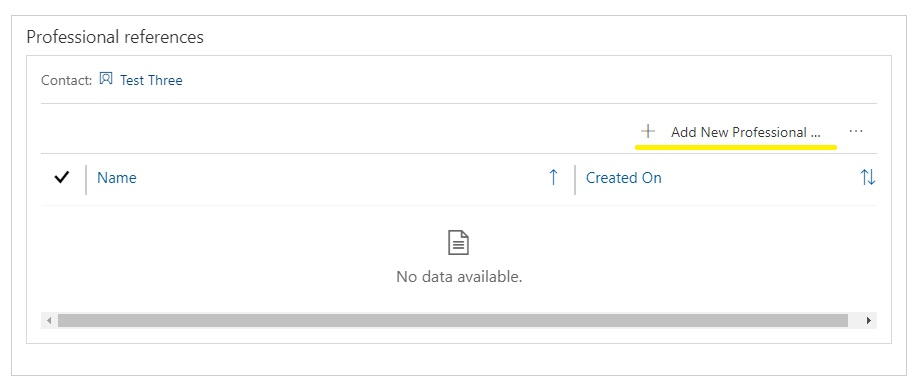 Professional references
Contact: Test Three
Add New Professional ...
Name
Created On
No data available.